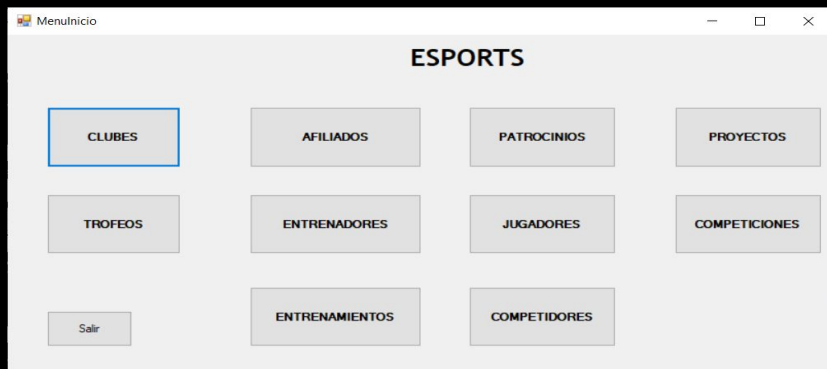 MenuInicio
ESPORTS
CLUBES
AFILIADOS
PATROCINIOS
PROYECTOS
TROFEOS
ENTRENADORES
JUGADORES
COMPETICIONES
ENTRENAMIENTOS
COMPETIDORES
Salir